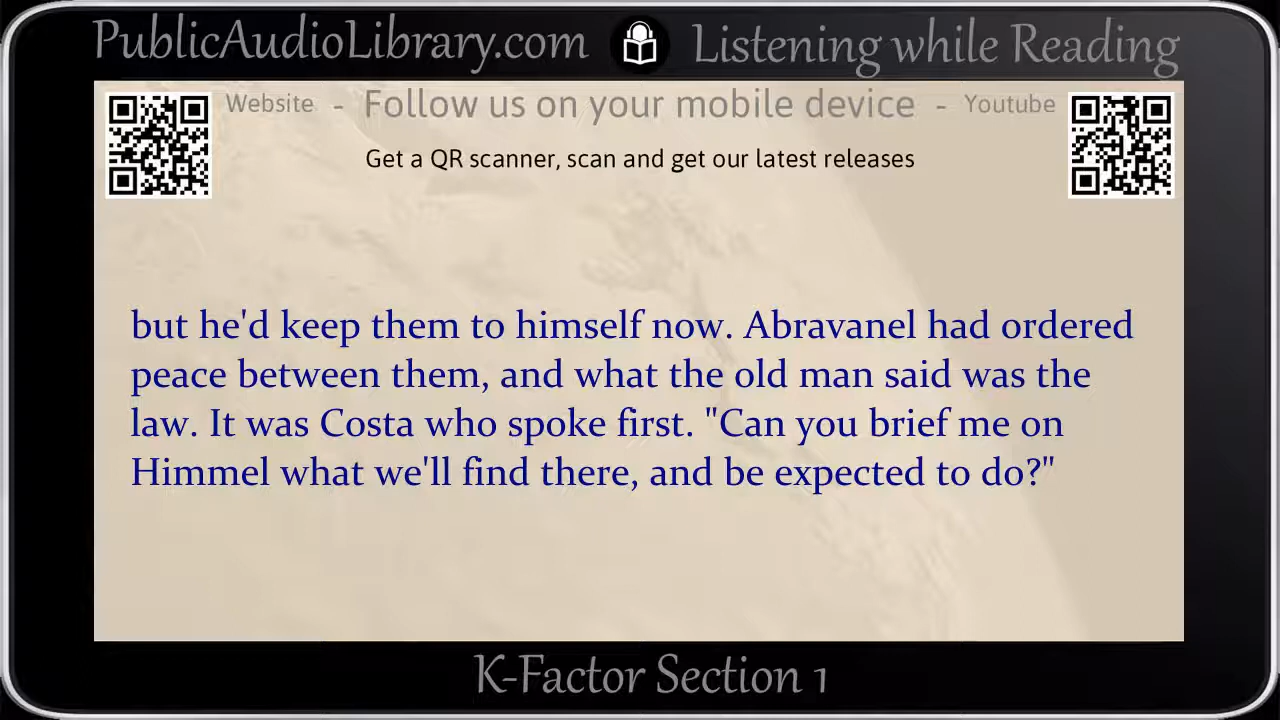 PublicAudioLibrary.com Listening while Reading
Website - Follow us on your mobile device - Youtube
Get a QR scanner, scan and get our latest releases
but he'd keep them to himself now. Abravanel had ordered
peace between them, and what the old man said was the
law. It was Costa who spoke first. "Can you brief me on
Himmel what we'll find there, and be expected to do?"
K-Factor Section 1